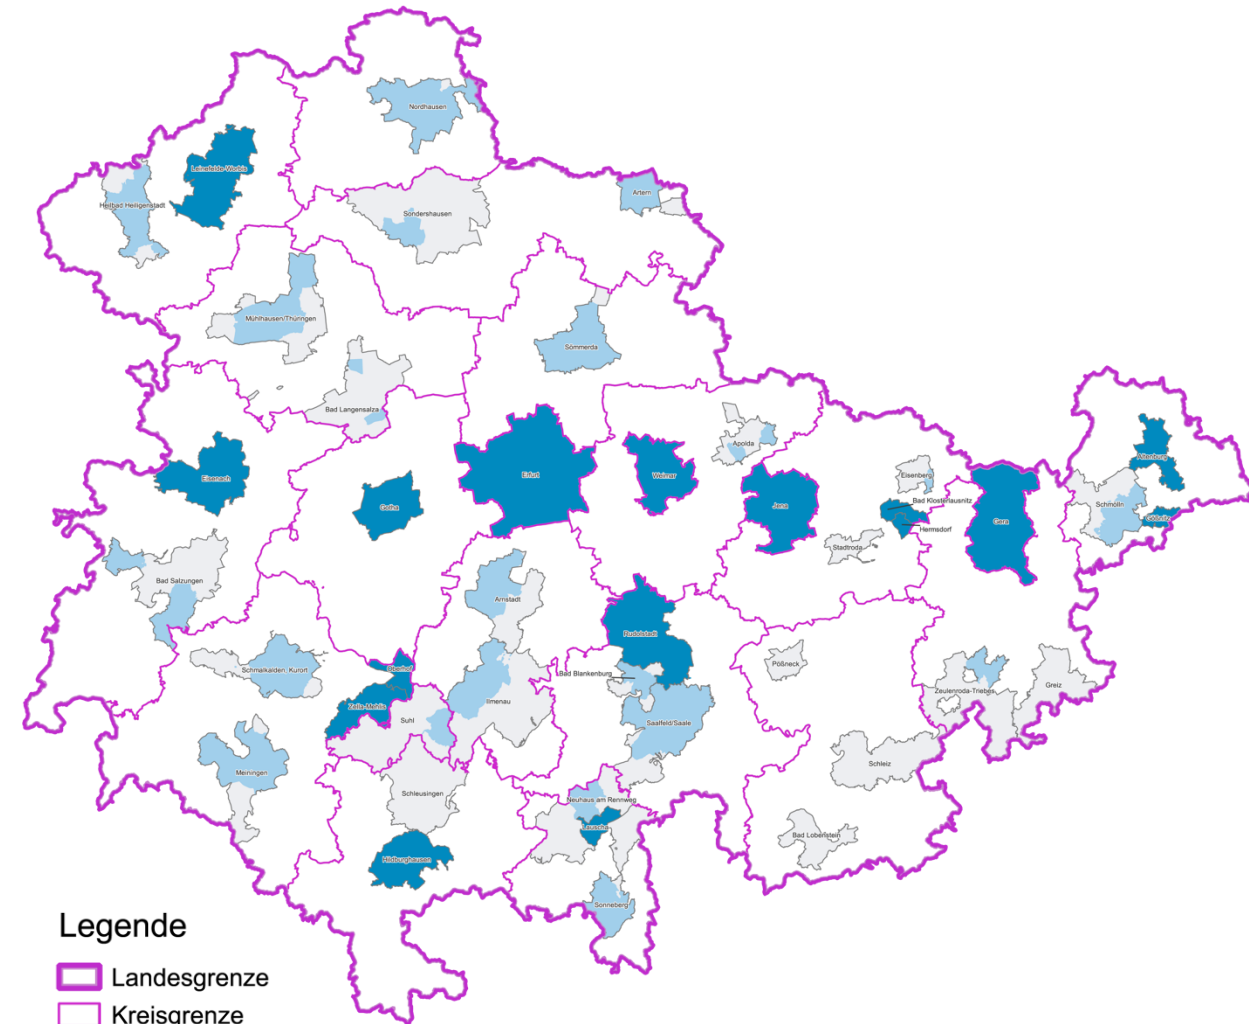 Nordhausen
Leinefelde-Worbis
Heilbad Heiligenstadt
Artern
Sondershausen
Mühlhausen/Thüringen
Sömmerda
Bad Langensalza
Apolda
Altenburg
Eisenach
Erfurt
Weimar
Eisenberg
Gotha
Jena
Bad Klosterlausnitz
Schmölln
Gößnitz
Gera
Hermsdorf
Stadtroda
Bad Salzungen
Arnstadt
Rudolstadt
Pößneck
Schmalkalden, Kurort
Oberhof
Bad Blankenburg
Greiz
Zeulenroda-Triebes
Ilmenau
Zella-Mehlis
Suhl
Saalfeld/Saale
Schleiz
Meiningen
Schleusingen
Neuhaus am Rennweg
Lauscha
Bad Lobenstein
Hildburghausen
Sonneberg
Legende
Landesgrenze
Kreisgrenze